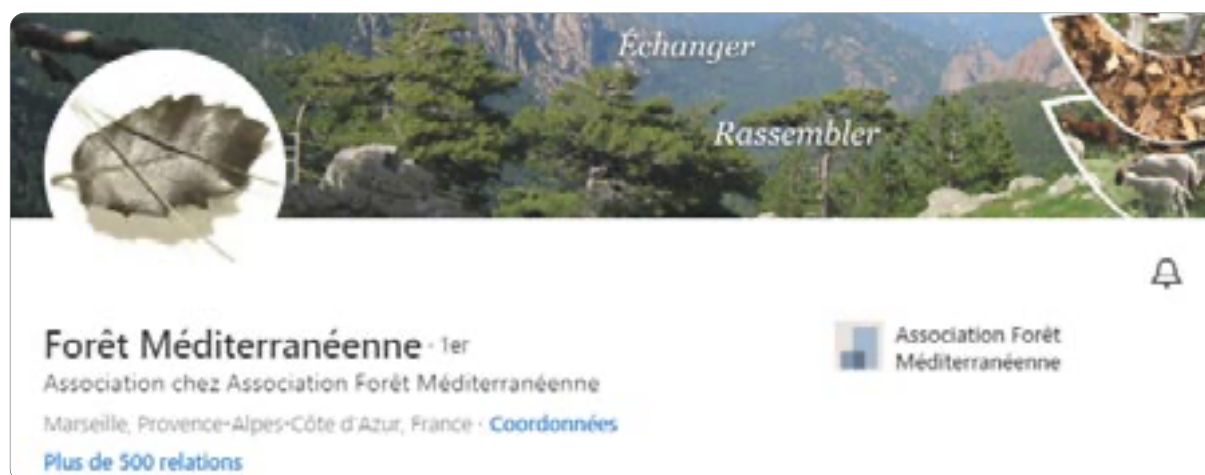 Échanger
Rassembler
Forêt Méditerranéenne · 1er
Association chez Association Forêt Méditerranéenne
Marseille, Provence-Alpes-Côte d'Azur, France · Coordonnées
Plus de 500 relations
Association Forêt
Méditerranéenne